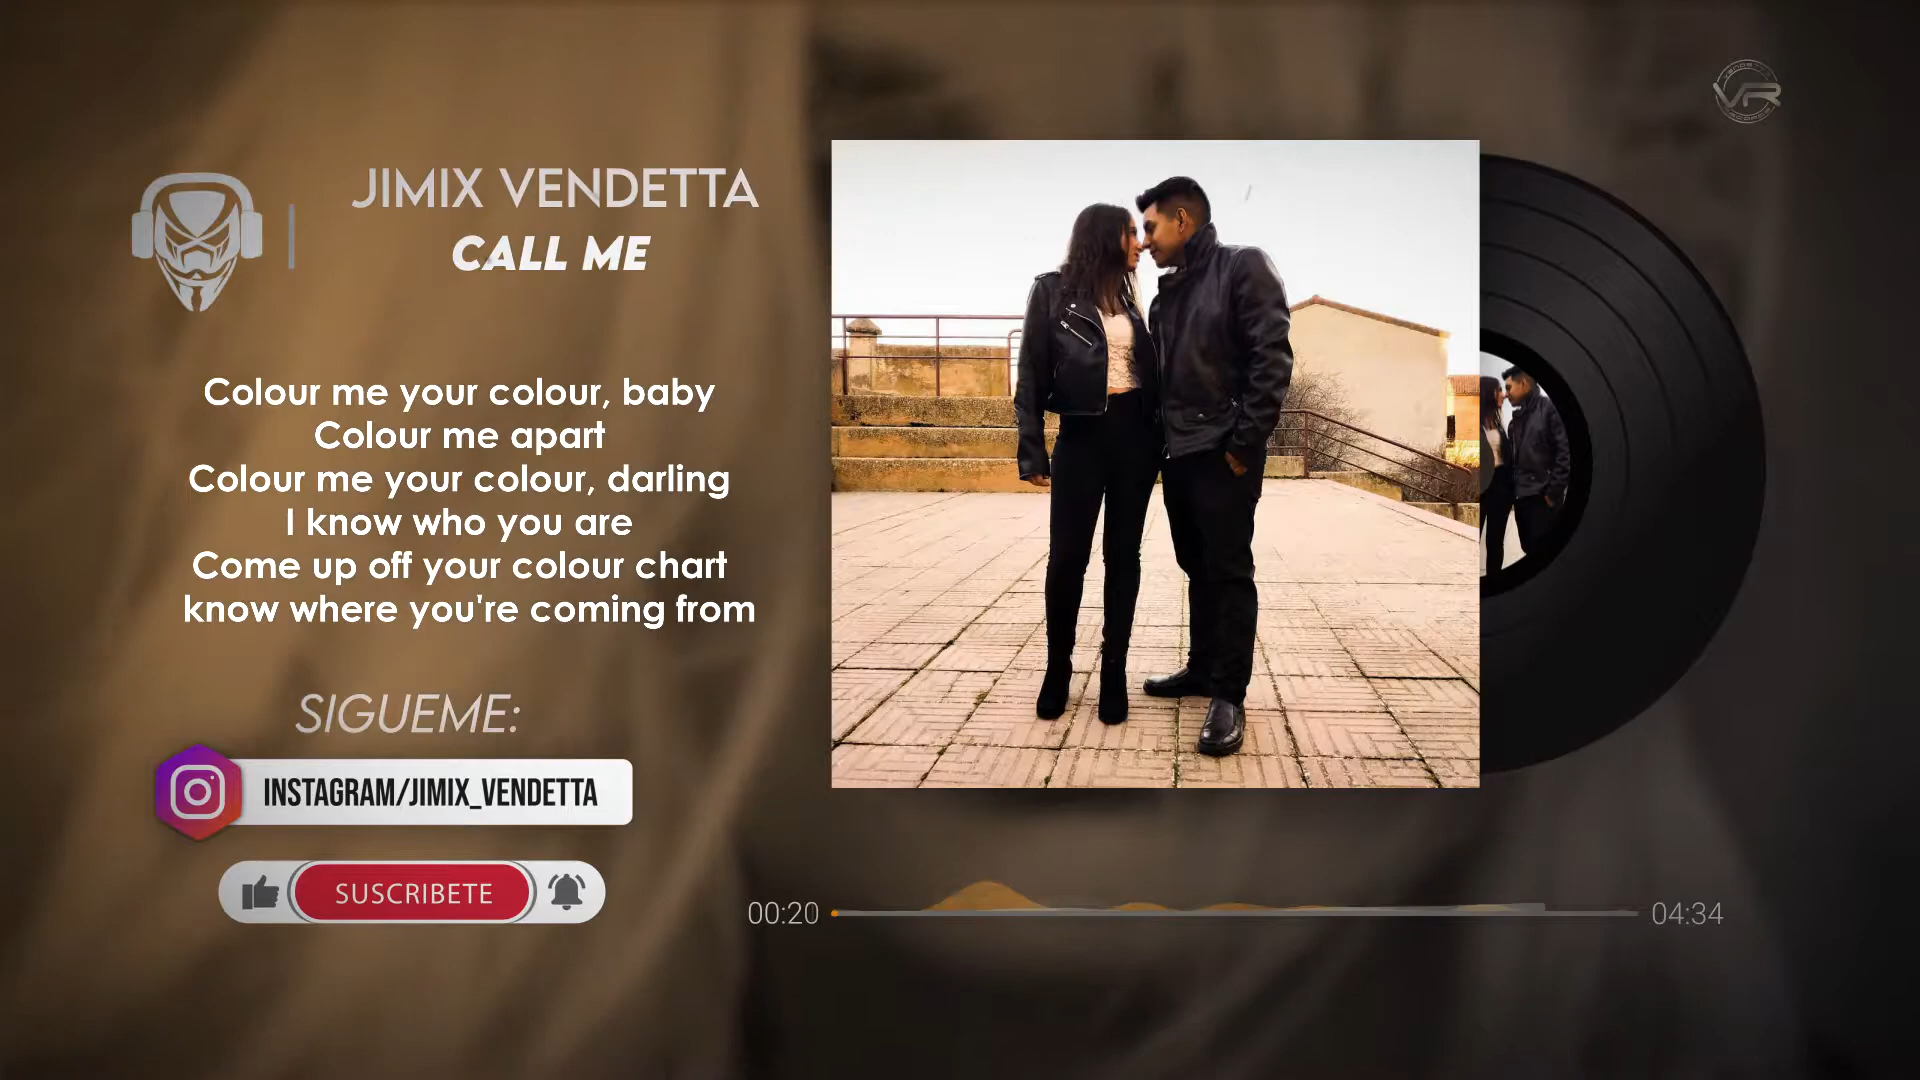 JIMIX VENDETTA
CALL ME
Colour me your colour, baby
Colour me apart
Colour me your colour, darling
I know who you are
Come up off your colour chart
know where you're coming from
SIGUEME:
INSTAGRAM/JIMIX_VENDETTA
SUSCRIBETE
00:20
04:34
VR